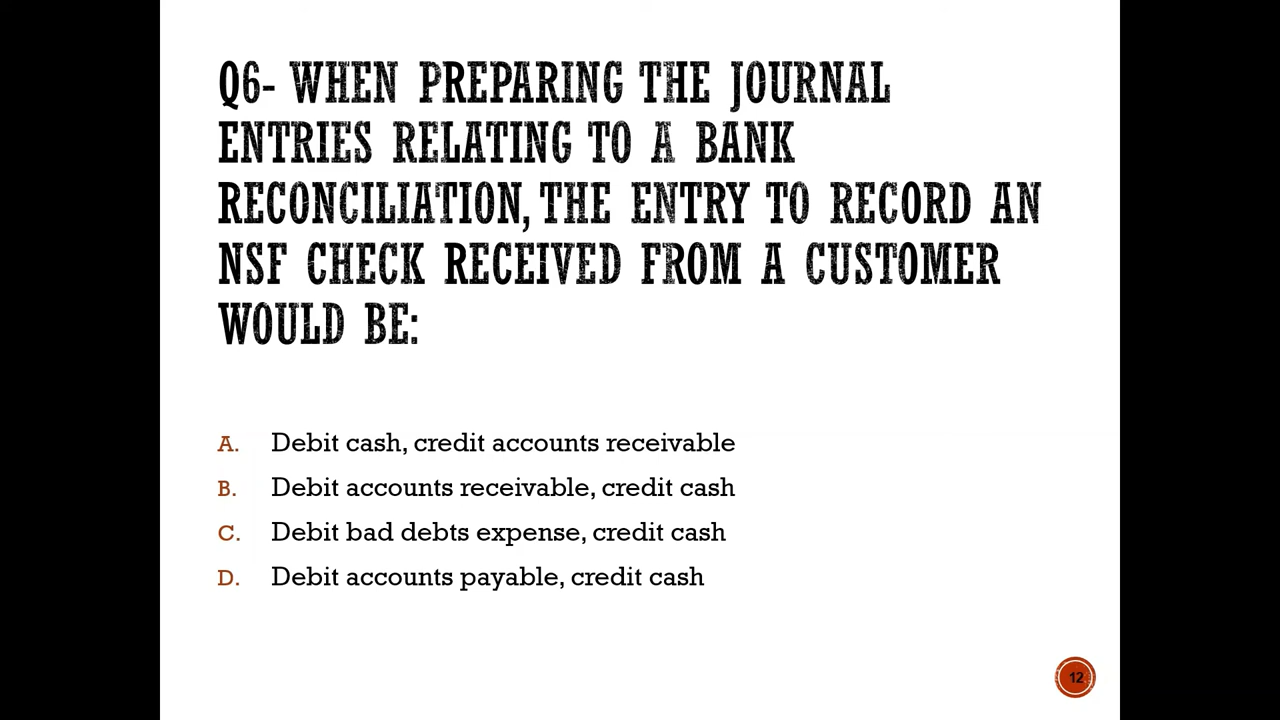 Q6- WHEN PREPARING THE JOURNAL
ENTRIES RELATING TO A BANK
RECONCILIATION, THE ENTRY TO RECORD AN
NSF CHECK RECEIVED FROM A CUSTOMER
WOULD BE:
A. Debit cash, credit accounts receivable
B. Debit accounts receivable, credit cash
C. Debit bad debts expense, credit cash
D. Debit accounts payable, credit cash
12